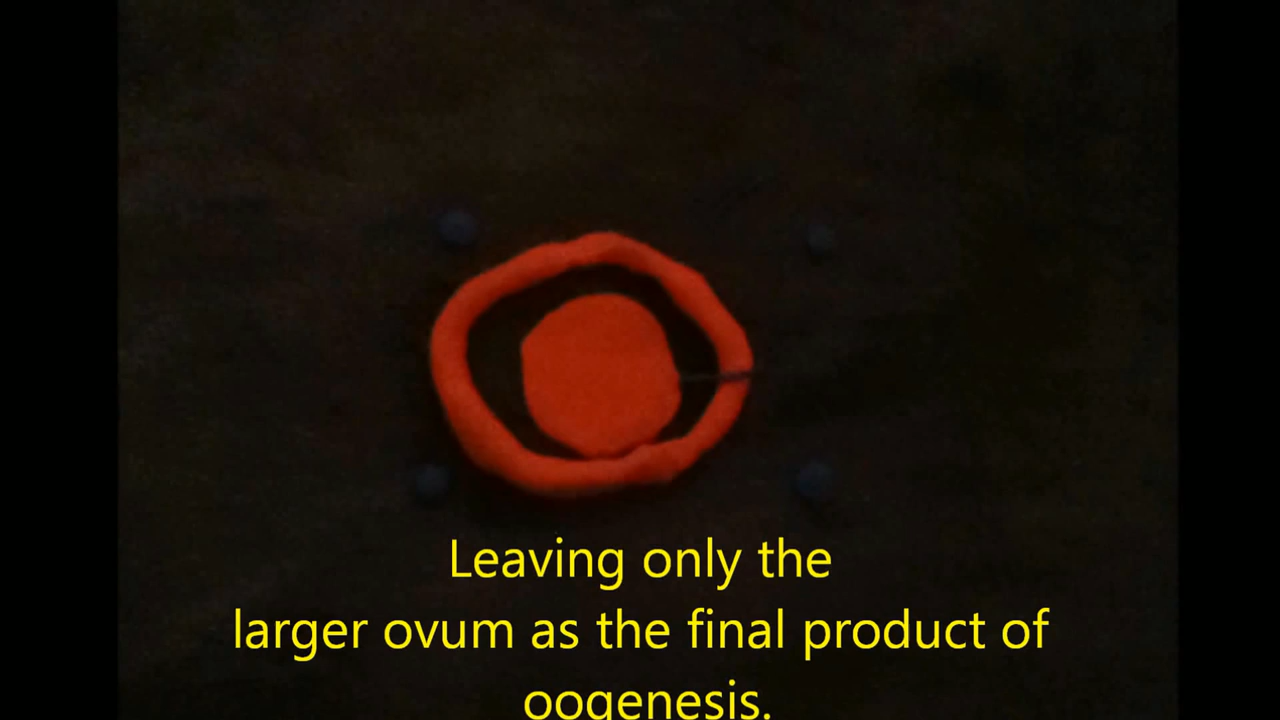 Leaving only the
larger ovum as the final product of
oogenesis.